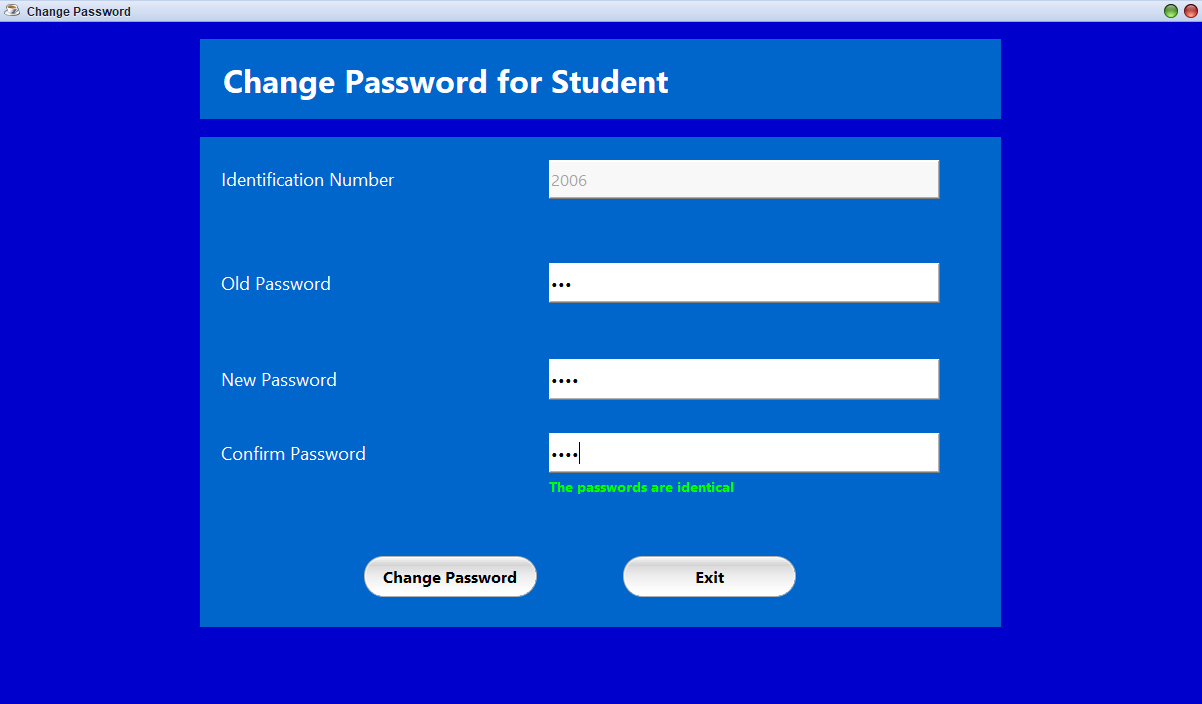 Change Password
Change Password for Student
Identification Number
2006
Old Password
•••
New Password
••••
Confirm Password
••••
The passwords are identical
Change Password
Exit